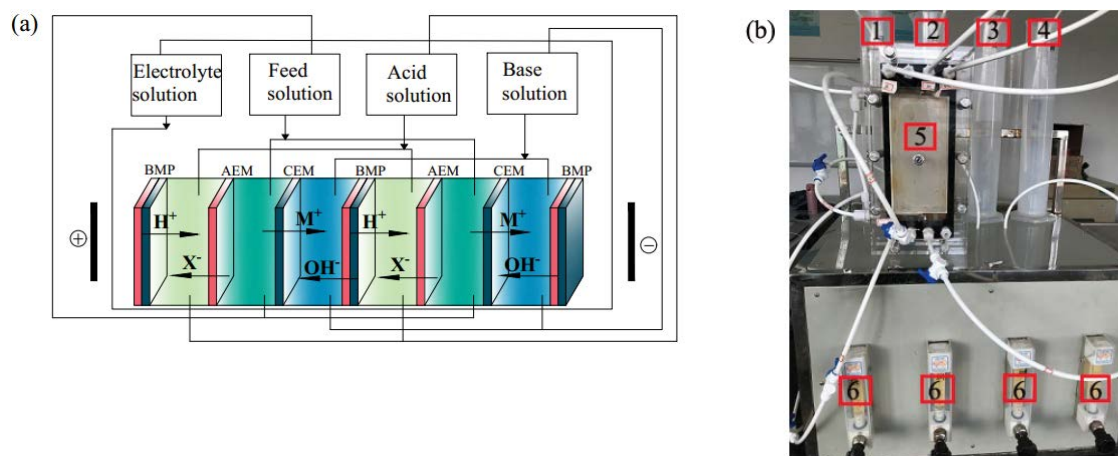 (a)
Electrolyte
solution
Feed
solution
Acid
solution
Base
solution
BMP
AEM
CEM
BMP
AEM
CEM
BMP
H⁺
M⁺
H⁺
M⁺
X⁻
OH⁻
X⁻
OH⁻
+
−
(b)
1
2
3
4
5
6
6
6
6